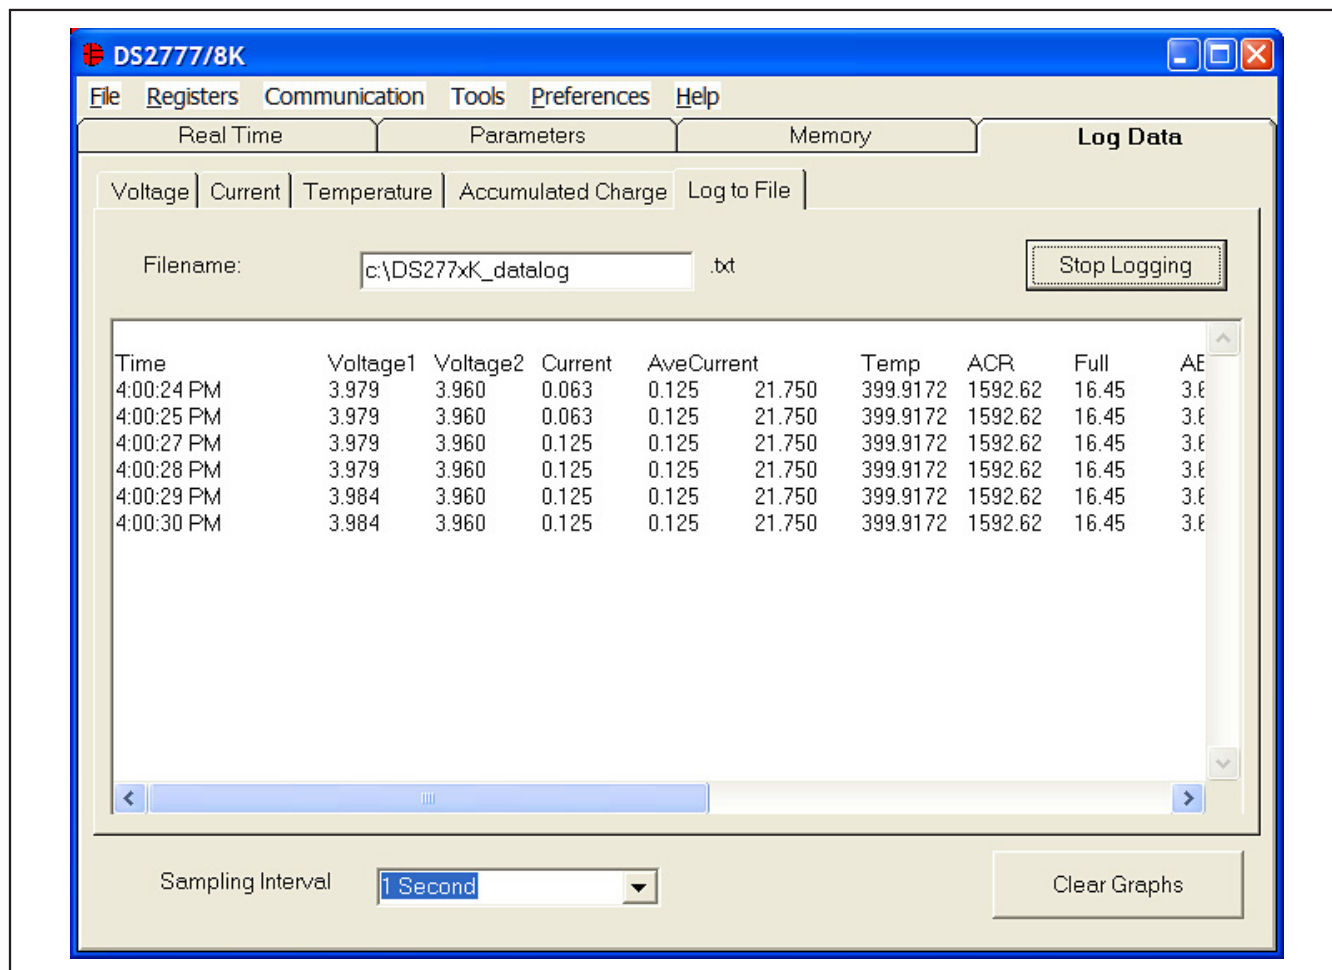 DS2777/8K
File Registers Communication Tools Preferences Help
Real Time Parameters Memory Log Data
Voltage Current Temperature Accumulated Charge Log to File
Filename: c:\DS277xK_datalog .txt Stop Logging
Time Voltage1 Voltage2 Current AveCurrent Temp ACR Full
4:00:24 PM 3.979 3.960 0.063 0.125 21.750 399.9172 1592.62 16.45
4:00:25 PM 3.979 3.960 0.063 0.125 21.750 399.9172 1592.62 16.45
4:00:27 PM 3.979 3.960 0.125 0.125 21.750 399.9172 1592.62 16.45
4:00:28 PM 3.979 3.960 0.125 0.125 21.750 399.9172 1592.62 16.45
4:00:29 PM 3.984 3.960 0.125 0.125 21.750 399.9172 1592.62 16.45
4:00:30 PM 3.984 3.960 0.125 0.125 21.750 399.9172 1592.62 16.45
Sampling Interval 1 Second Clear Graphs